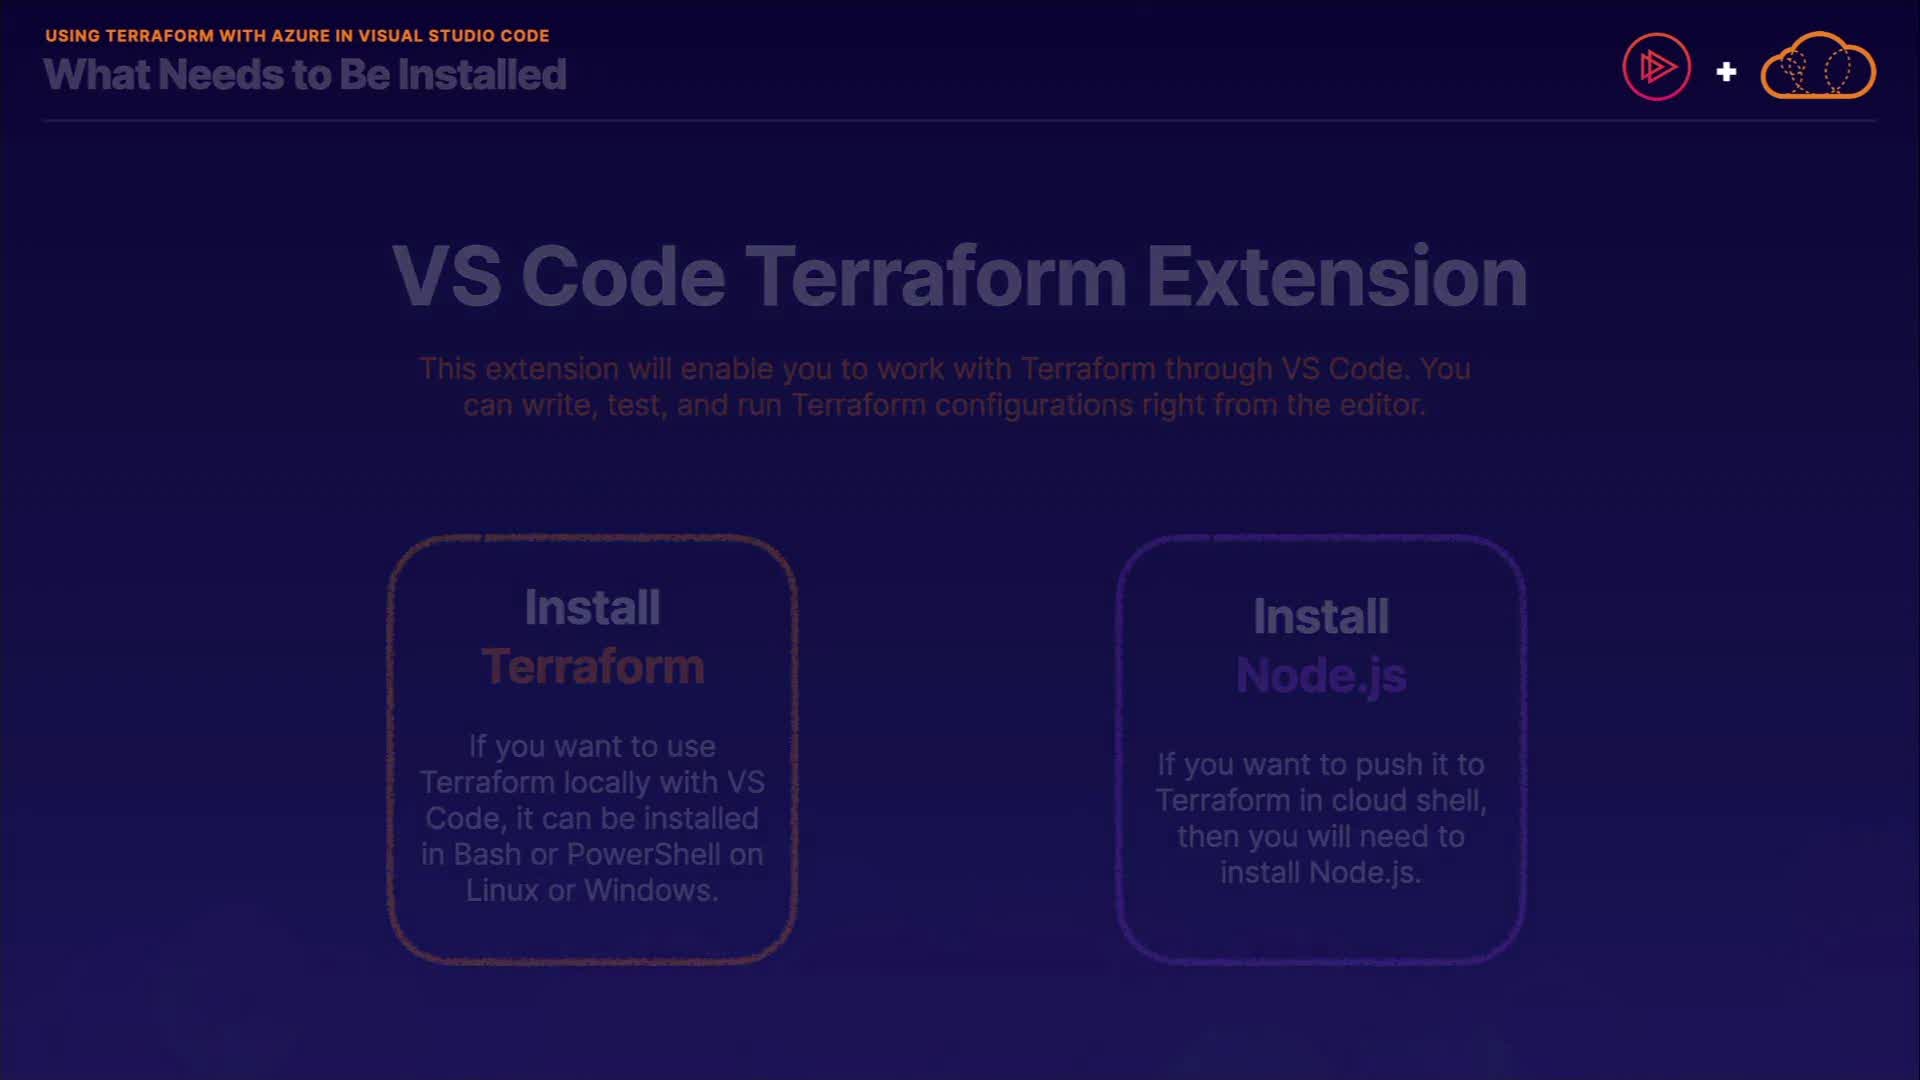 USING TERRAFORM WITH AZURE IN VISUAL STUDIO CODE
What Needs to Be Installed
VS Code Terraform Extension
This extension will enable you to work with Terraform through VS Code. You
can write, test, and run Terraform configurations right from the editor.
Install
Terraform
If you want to use
Terraform locally with VS
Code, it can be installed
in Bash or PowerShell on
Linux or Windows.
Install
Node.js
If you want to push it to
Terraform in cloud shell,
then you will need to
install Node.js.